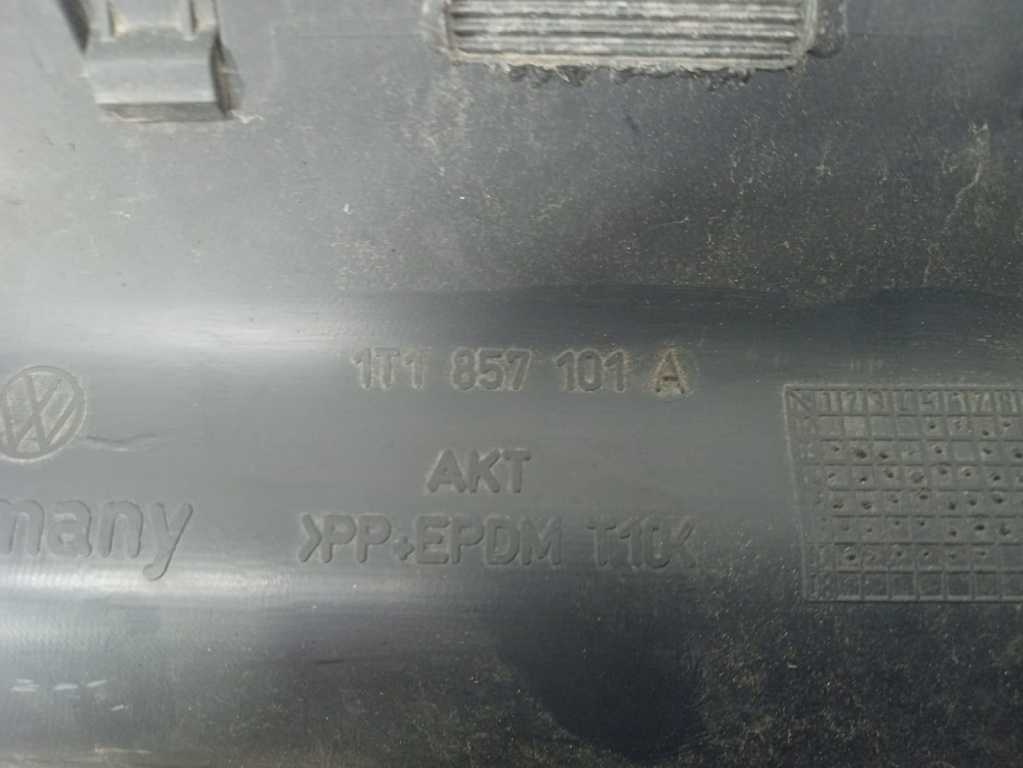 1T1 857 101 A
AKT
many
>PP+EPDM T10<